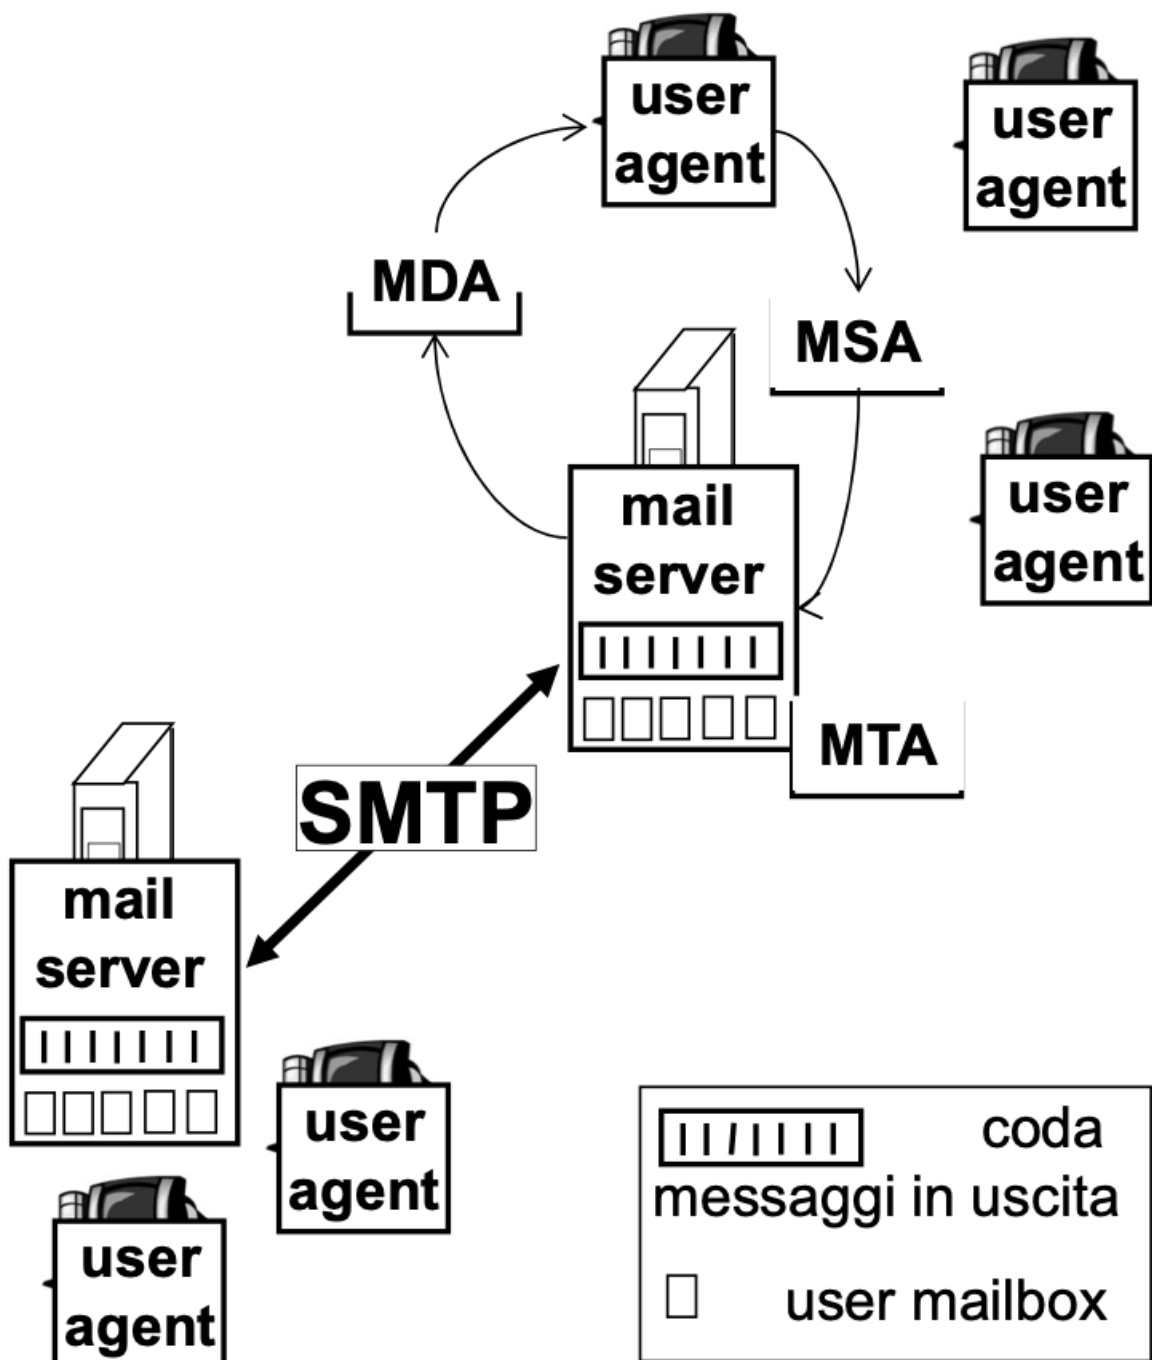 user
agent
user
agent
MDA
MSA
user
agent
mail
server
MTA
SMTP
mail
server
user
agent
user
agent
coda
messaggi in uscita
user mailbox